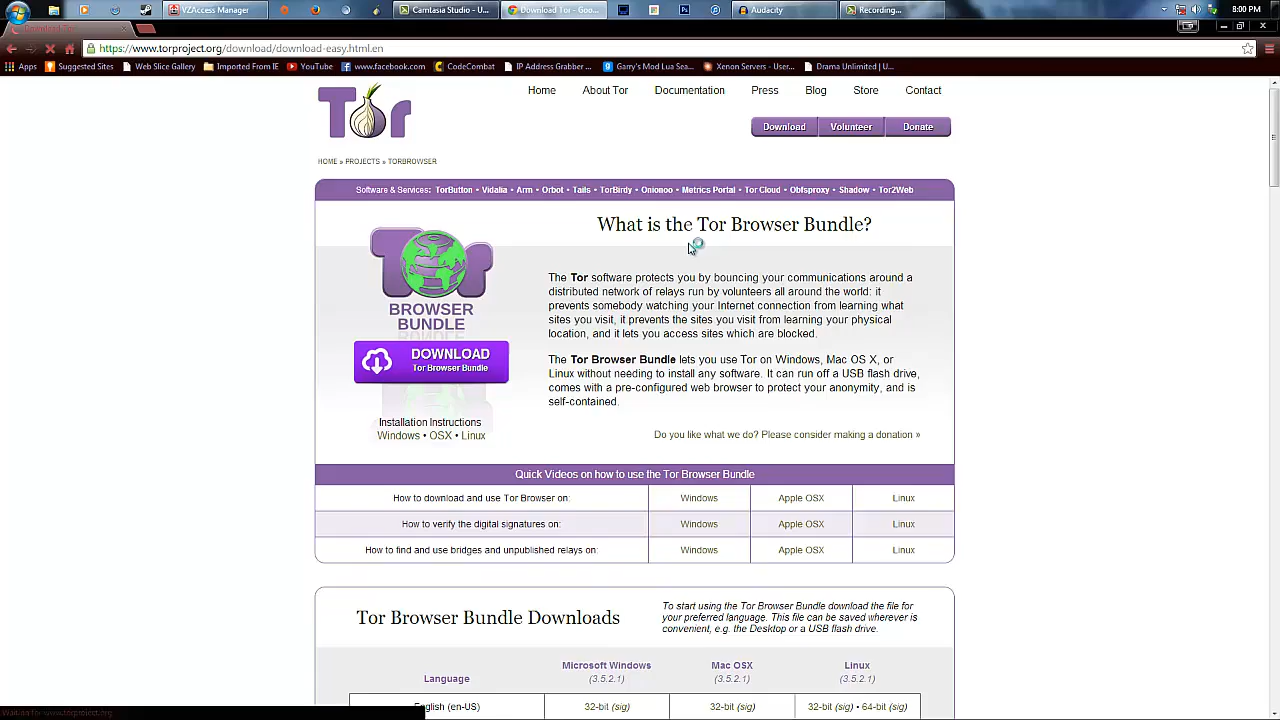 VZAccess Manager
Camtasia Studio - U...
Download Tor - Goo...
Audacity
Recording...
8:00 PM
https://www.torproject.org/download/download-easy.html.en
Apps
Suggested Sites
Web Slice Gallery
Imported From IE
YouTube
www.facebook.com
CodeCombat
IP Address Grabber ...
Garry's Mod Lua Sea...
Xenon Servers - User...
Drama Unlimited | U...
Tor
Home
About Tor
Documentation
Press
Blog
Store
Contact
Download
Volunteer
Donate
HOME » PROJECTS » TORBROWSER
Software & Services: TorButton • Vidalia • Arm • Orbot • Tails • TorBirdy • Onionoo • Metrics Portal • Tor Cloud • Obfsproxy • Shadow • Tor2Web
Tor
BROWSER
BUNDLE
DOWNLOAD
Tor Browser Bundle
Installation Instructions
Windows • OSX • Linux
What is the Tor Browser Bundle?
The Tor software protects you by bouncing your communications around a
distributed network of relays run by volunteers all around the world: it
prevents somebody watching your Internet connection from learning what
sites you visit, it prevents the sites you visit from learning your physical
location, and it lets you access sites which are blocked.
The Tor Browser Bundle lets you use Tor on Windows, Mac OS X, or
Linux without needing to install any software. It can run off a USB flash drive,
comes with a pre-configured web browser to protect your anonymity, and is
self-contained.
Do you like what we do? Please consider making a donation »
Quick Videos on how to use the Tor Browser Bundle
How to download and use Tor Browser on: Windows Apple OSX Linux
How to verify the digital signatures on: Windows Apple OSX Linux
How to find and use bridges and unpublished relays on: Windows Apple OSX Linux
Tor Browser Bundle Downloads
To start using the Tor Browser Bundle download the file for
your preferred language. This file can be saved wherever is
convenient, e.g. the Desktop or a USB flash drive.
Language
Microsoft Windows
(3.5.2.1)
Mac OSX
(3.5.2.1)
Linux
(3.5.2.1)
English (en-US) 32-bit (sig) (sig) 32-bit (sig) • 64-bit (sig)
Waiting for www.torproject.org